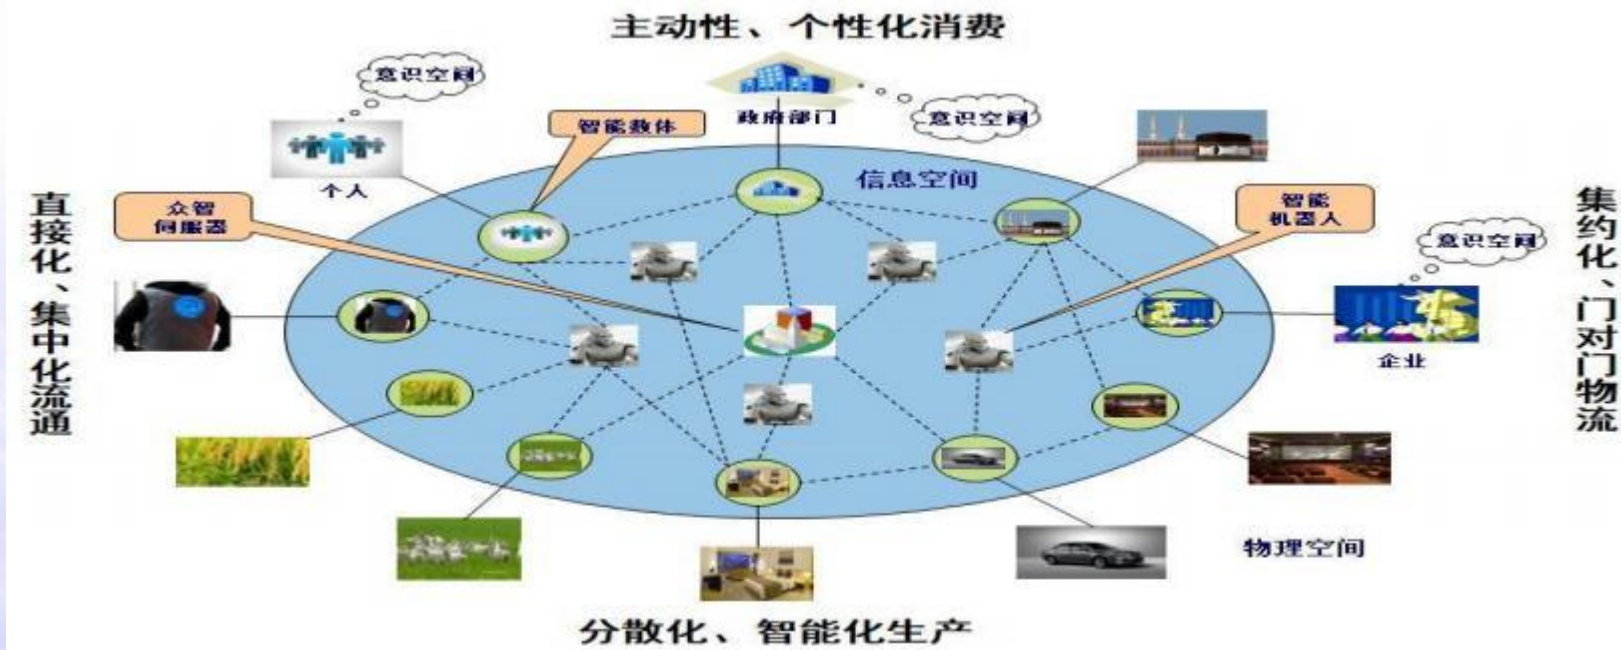 主动性、个性化消费
意识空间
政府部门
意识空间
智能数体
个人
信息空间
直接化、集中化流通
众智
伺服器
智能
机器人
集约化、门对门物流
意识空间
企业
物理空间
分散化、智能化生产